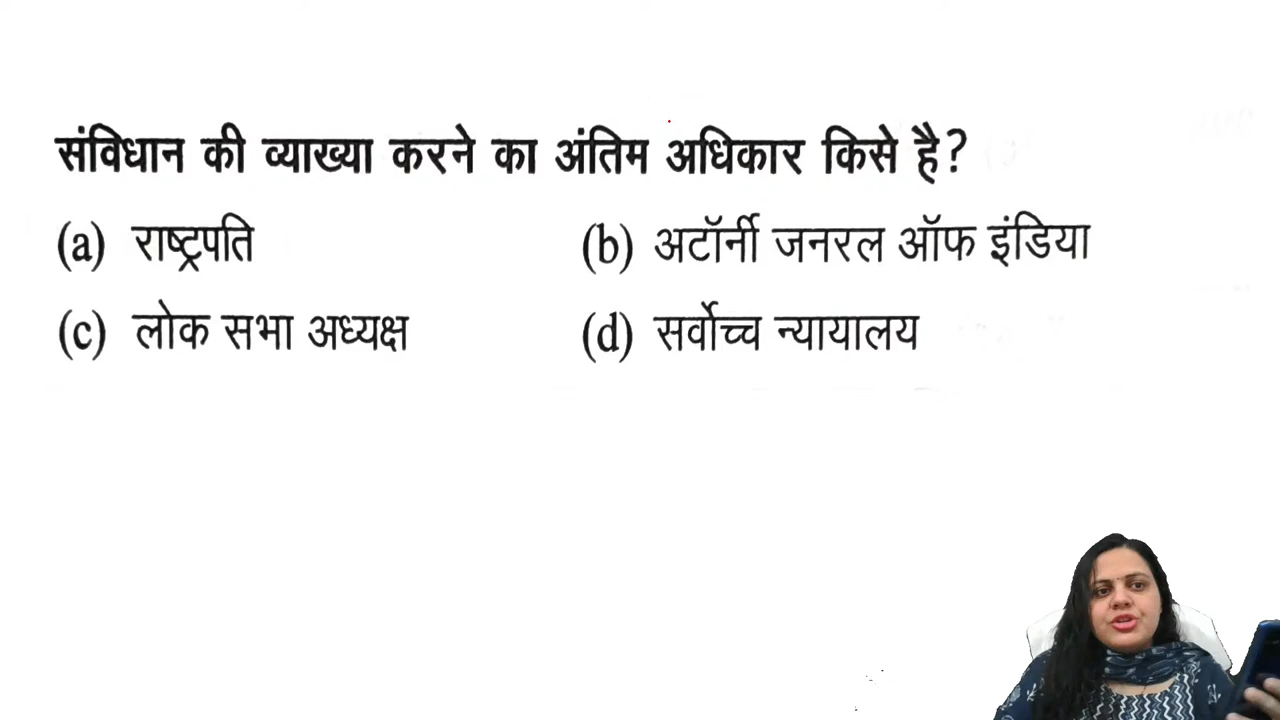 संविधान की व्याख्या करने का अंतिम अधिकार किसे है?
(a) राष्ट्रपति (b) अटॉर्नी जनरल ऑफ इंडिया
(c) लोक सभा अध्यक्ष (d) सर्वोच्च न्यायालय